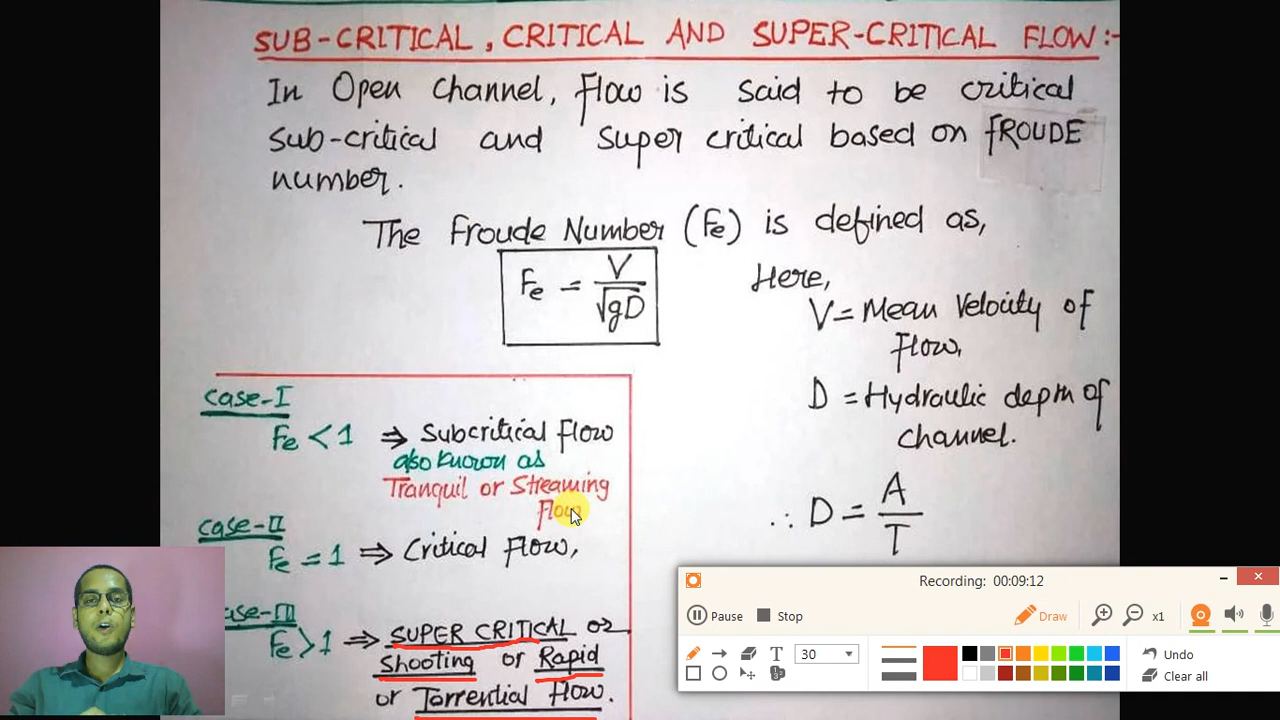 SUB-CRITICAL, CRITICAL AND SUPER-CRITICAL FLOW:-
In Open channel, Flow is said to be critical
sub-critical and super critical based on FROUDE
number.
The Froude Number (Fe) is defined as,
Fe = V / √gD
Here,
V = Mean Velocity of
Flow,
D = Hydraulic depth of
channel.
∴ D = A / T
Case-I
Fe < 1 ⇒ Subcritical Flow
also known as
Tranquil or Streaming
Flow
case-II
Fe = 1 ⇒ Critical Flow,
ase-III
Fe > 1 ⇒ SUPER CRITICAL or
Shooting or Rapid
or Torrential Flow.
Recording: 00:09:12
Pause Stop Draw x1
T 30 Undo
Clear all